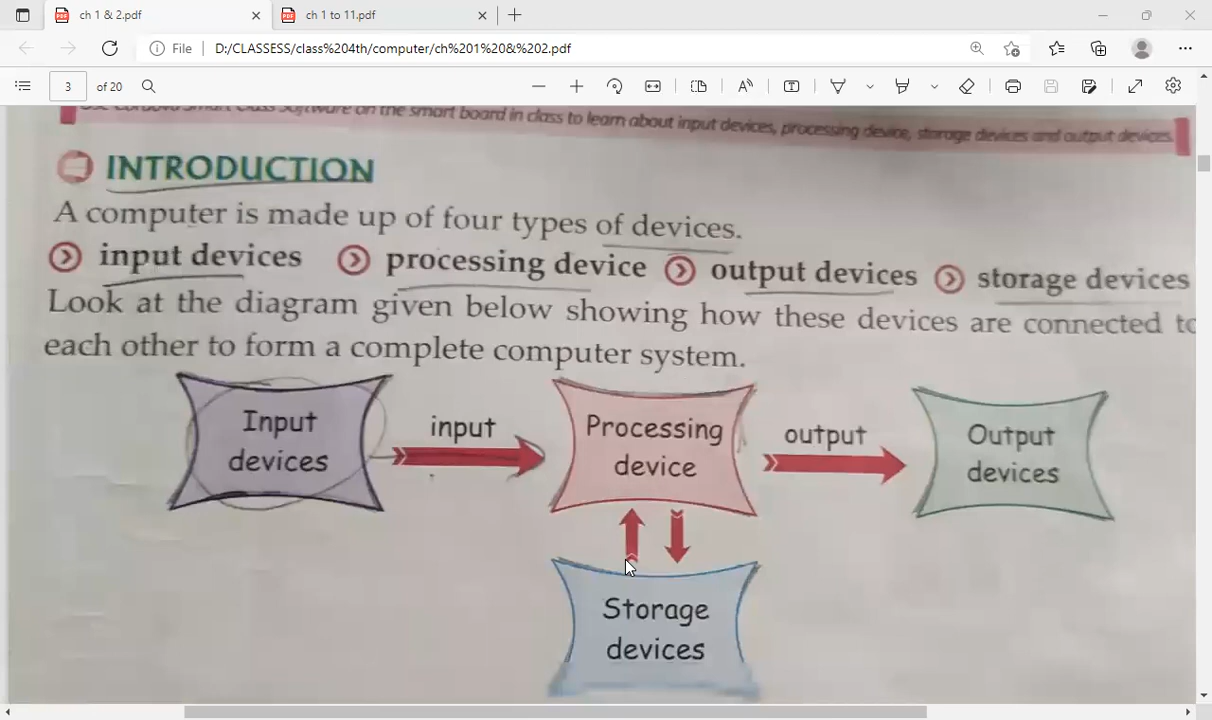 ch 1 & 2.pdf
ch 1 to 11.pdf
File
D:/CLASSESS/class%204th/computer/ch%201%20&%202.pdf
3 of 20
on the smart board in class to learn about input devices, processing device, storage devices and output devices.
INTRODUCTION
A computer is made up of four types of devices.
input devices processing device output devices storage devices
Look at the diagram given below showing how these devices are connected to
each other to form a complete computer system.
Input devices
input
Processing device
output
Output devices
Storage devices